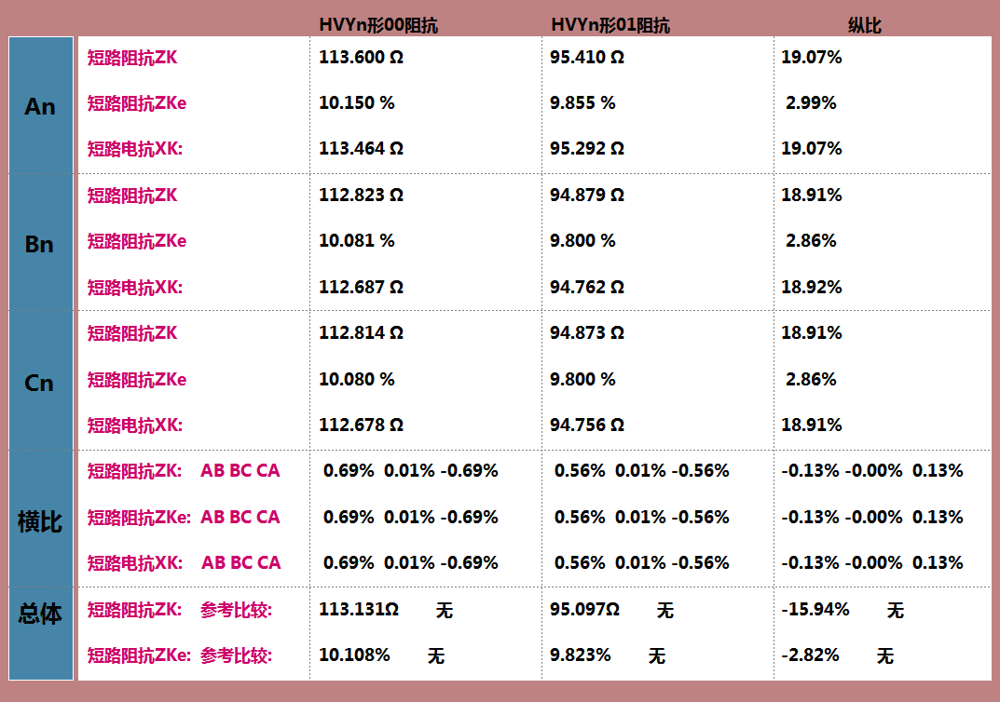 HVYn形00阻抗 HVYn形01阻抗 纵比
An
短路阻抗ZK 113.600 Ω 95.410 Ω 19.07%
短路阻抗ZKe 10.150 % 9.855 % 2.99%
短路电抗XK: 113.464 Ω 95.292 Ω 19.07%
Bn
短路阻抗ZK 112.823 Ω 94.879 Ω 18.91%
短路阻抗ZKe 10.081 % 9.800 % 2.86%
短路电抗XK: 112.687 Ω 94.762 Ω 18.92%
Cn
短路阻抗ZK 112.814 Ω 94.873 Ω 18.91%
短路阻抗ZKe 10.080 % 9.800 % 2.86%
短路电抗XK: 112.678 Ω 94.756 Ω 18.91%
横比
短路阻抗ZK: AB BC CA 0.69% 0.01% -0.69% 0.56% 0.01% -0.56% -0.13% -0.00% 0.13%
短路阻抗ZKe: AB BC CA 0.69% 0.01% -0.69% 0.56% 0.01% -0.56% -0.13% -0.00% 0.13%
短路电抗XK: AB BC CA 0.69% 0.01% -0.69% 0.56% 0.01% -0.56% -0.13% -0.00% 0.13%
总体
短路阻抗ZK: 参考比较: 113.131Ω 无 95.097Ω 无 -15.94% 无
短路阻抗ZKe: 参考比较: 10.108% 无 9.823% 无 -2.82% 无